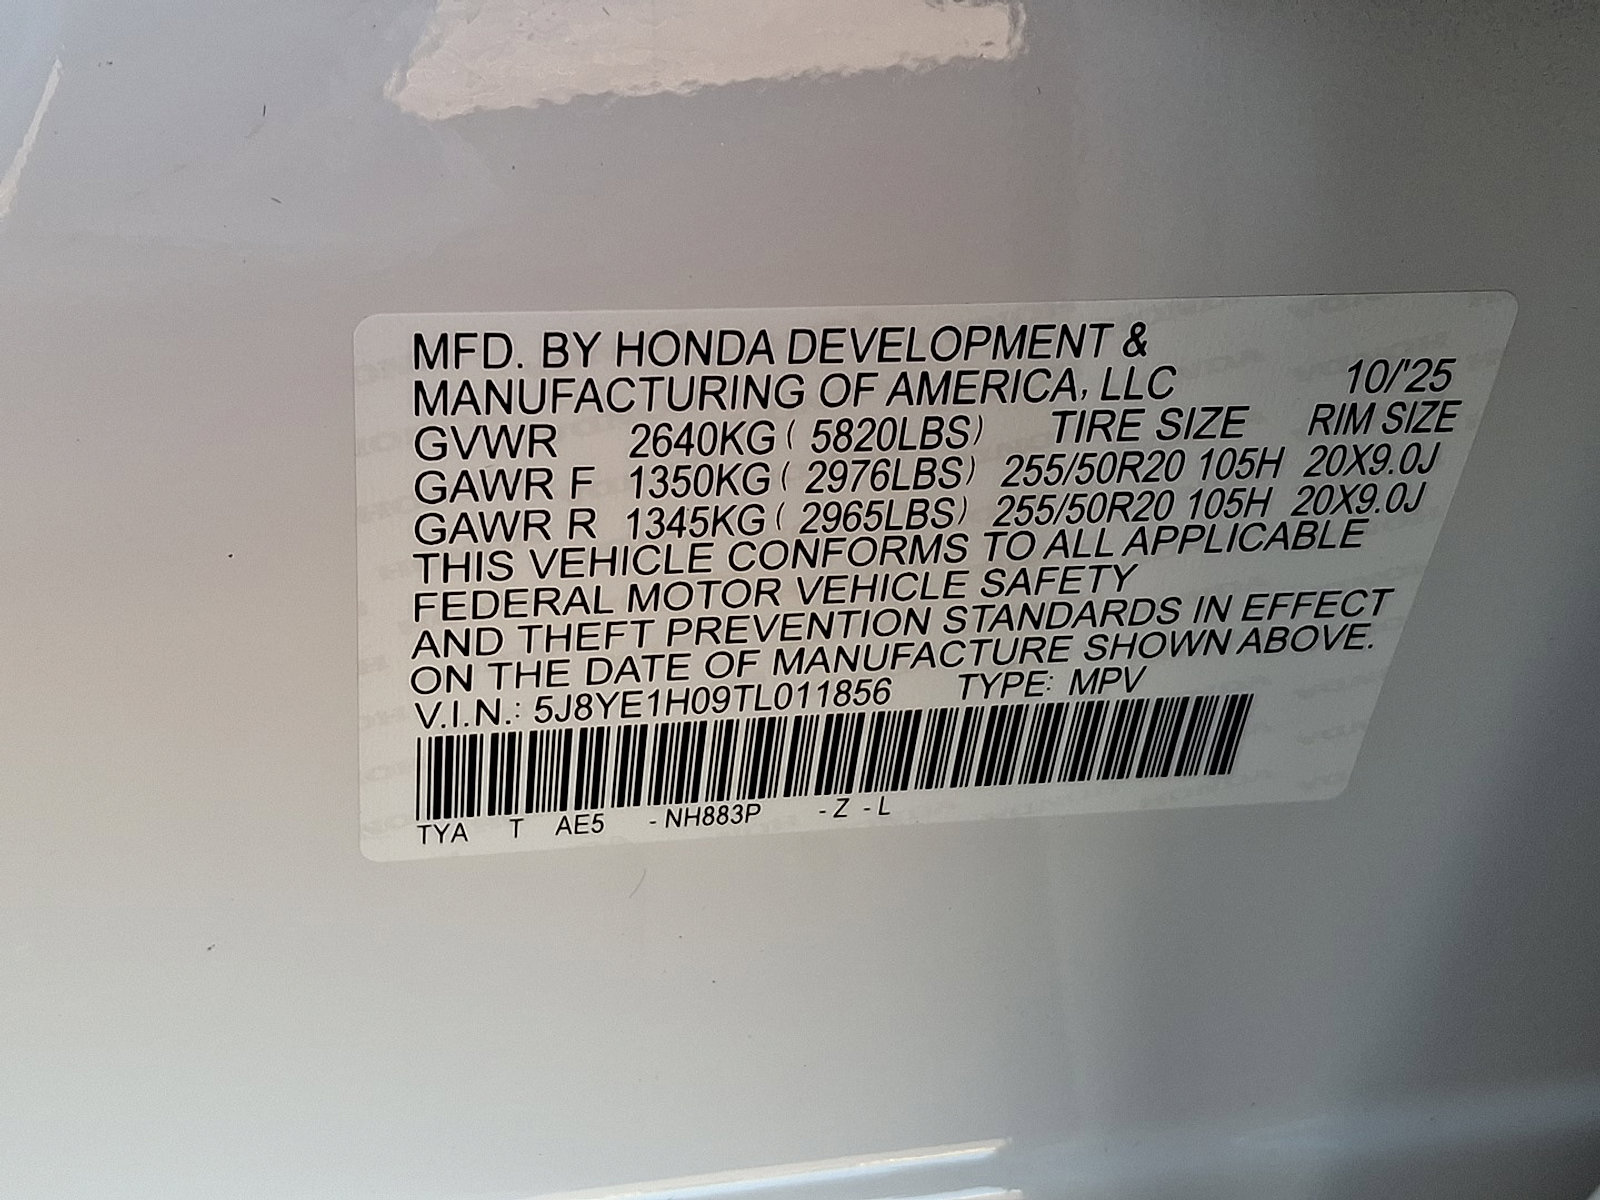 MFD. BY HONDA DEVELOPMENT &
MANUFACTURING OF AMERICA, LLC 10/'25
GVWR 2640KG ( 5820LBS) TIRE SIZE RIM SIZE
GAWR F 1350KG ( 2976LBS) 255/50R20 105H 20X9.0J
GAWR R 1345KG ( 2965LBS) 255/50R20 105H 20X9.0J
THIS VEHICLE CONFORMS TO ALL APPLICABLE
FEDERAL MOTOR VEHICLE SAFETY
AND THEFT PREVENTION STANDARDS IN EFFECT
ON THE DATE OF MANUFACTURE SHOWN ABOVE.
V.I.N.: 5J8YE1H09TL011856 TYPE: MPV
TYA T AE5 - NH883P - Z - L